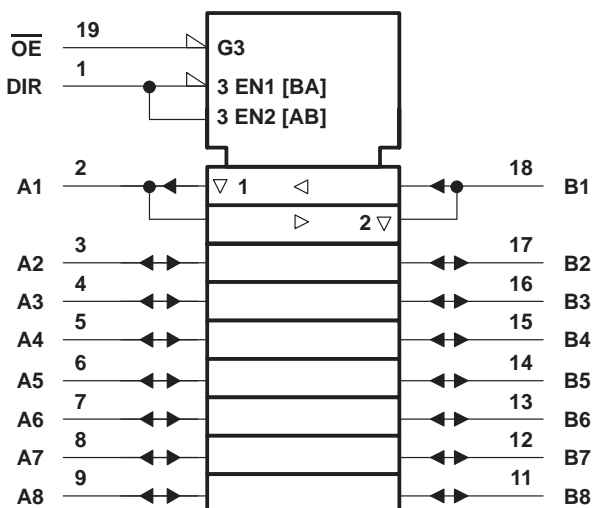 19
OE G3
1
DIR 3 EN1 [BA]
3 EN2 [AB]
2 18
A1 1 B1
2
3 17
A2 B2
4 16
A3 B3
5 15
A4 B4
6 14
A5 B5
7 13
A6 B6
8 12
A7 B7
9 11
A8 B8